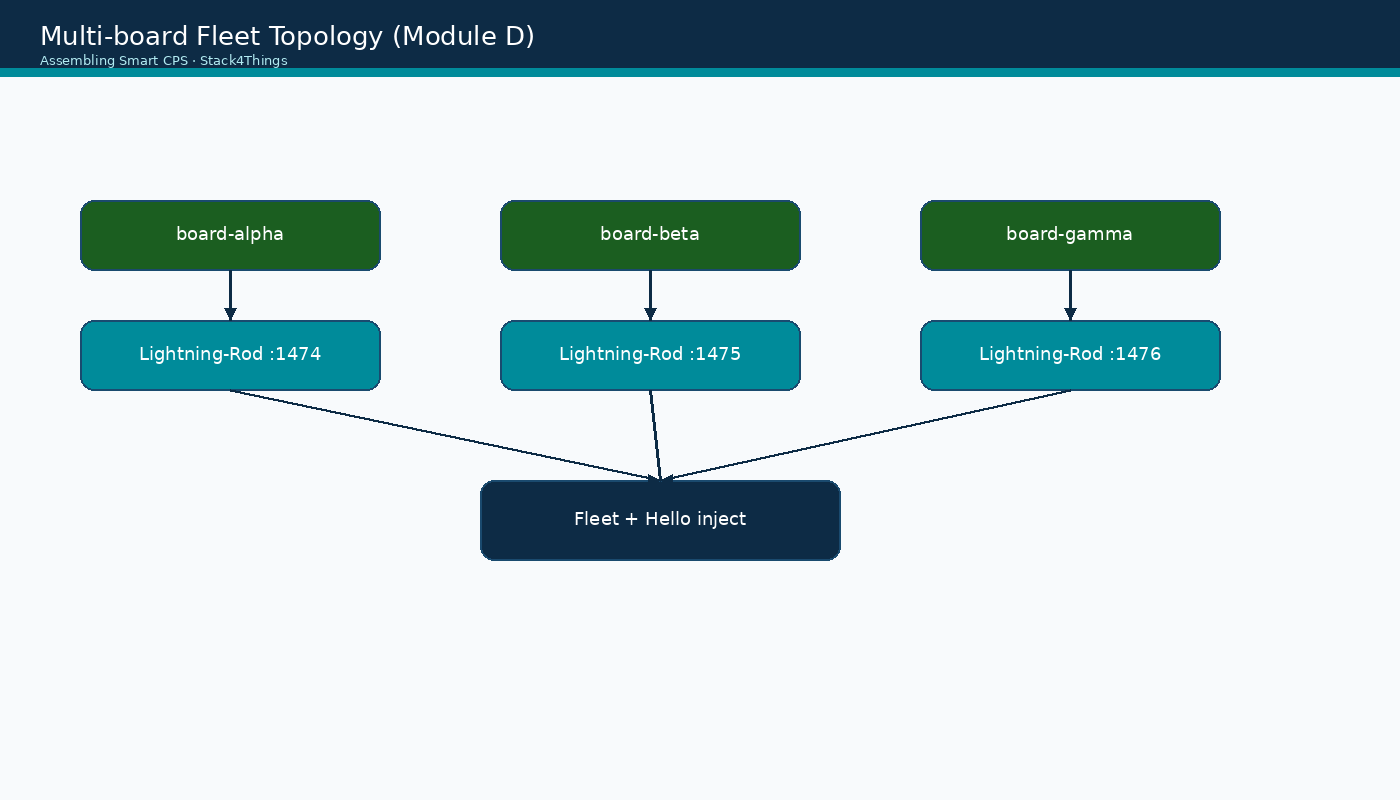 Multi-board Fleet Topology (Module D)
Assembling Smart CPS · Stack4Things
board-alpha
board-beta
board-gamma
Lightning-Rod :1474
Lightning-Rod :1475
Lightning-Rod :1476
Fleet + Hello inject